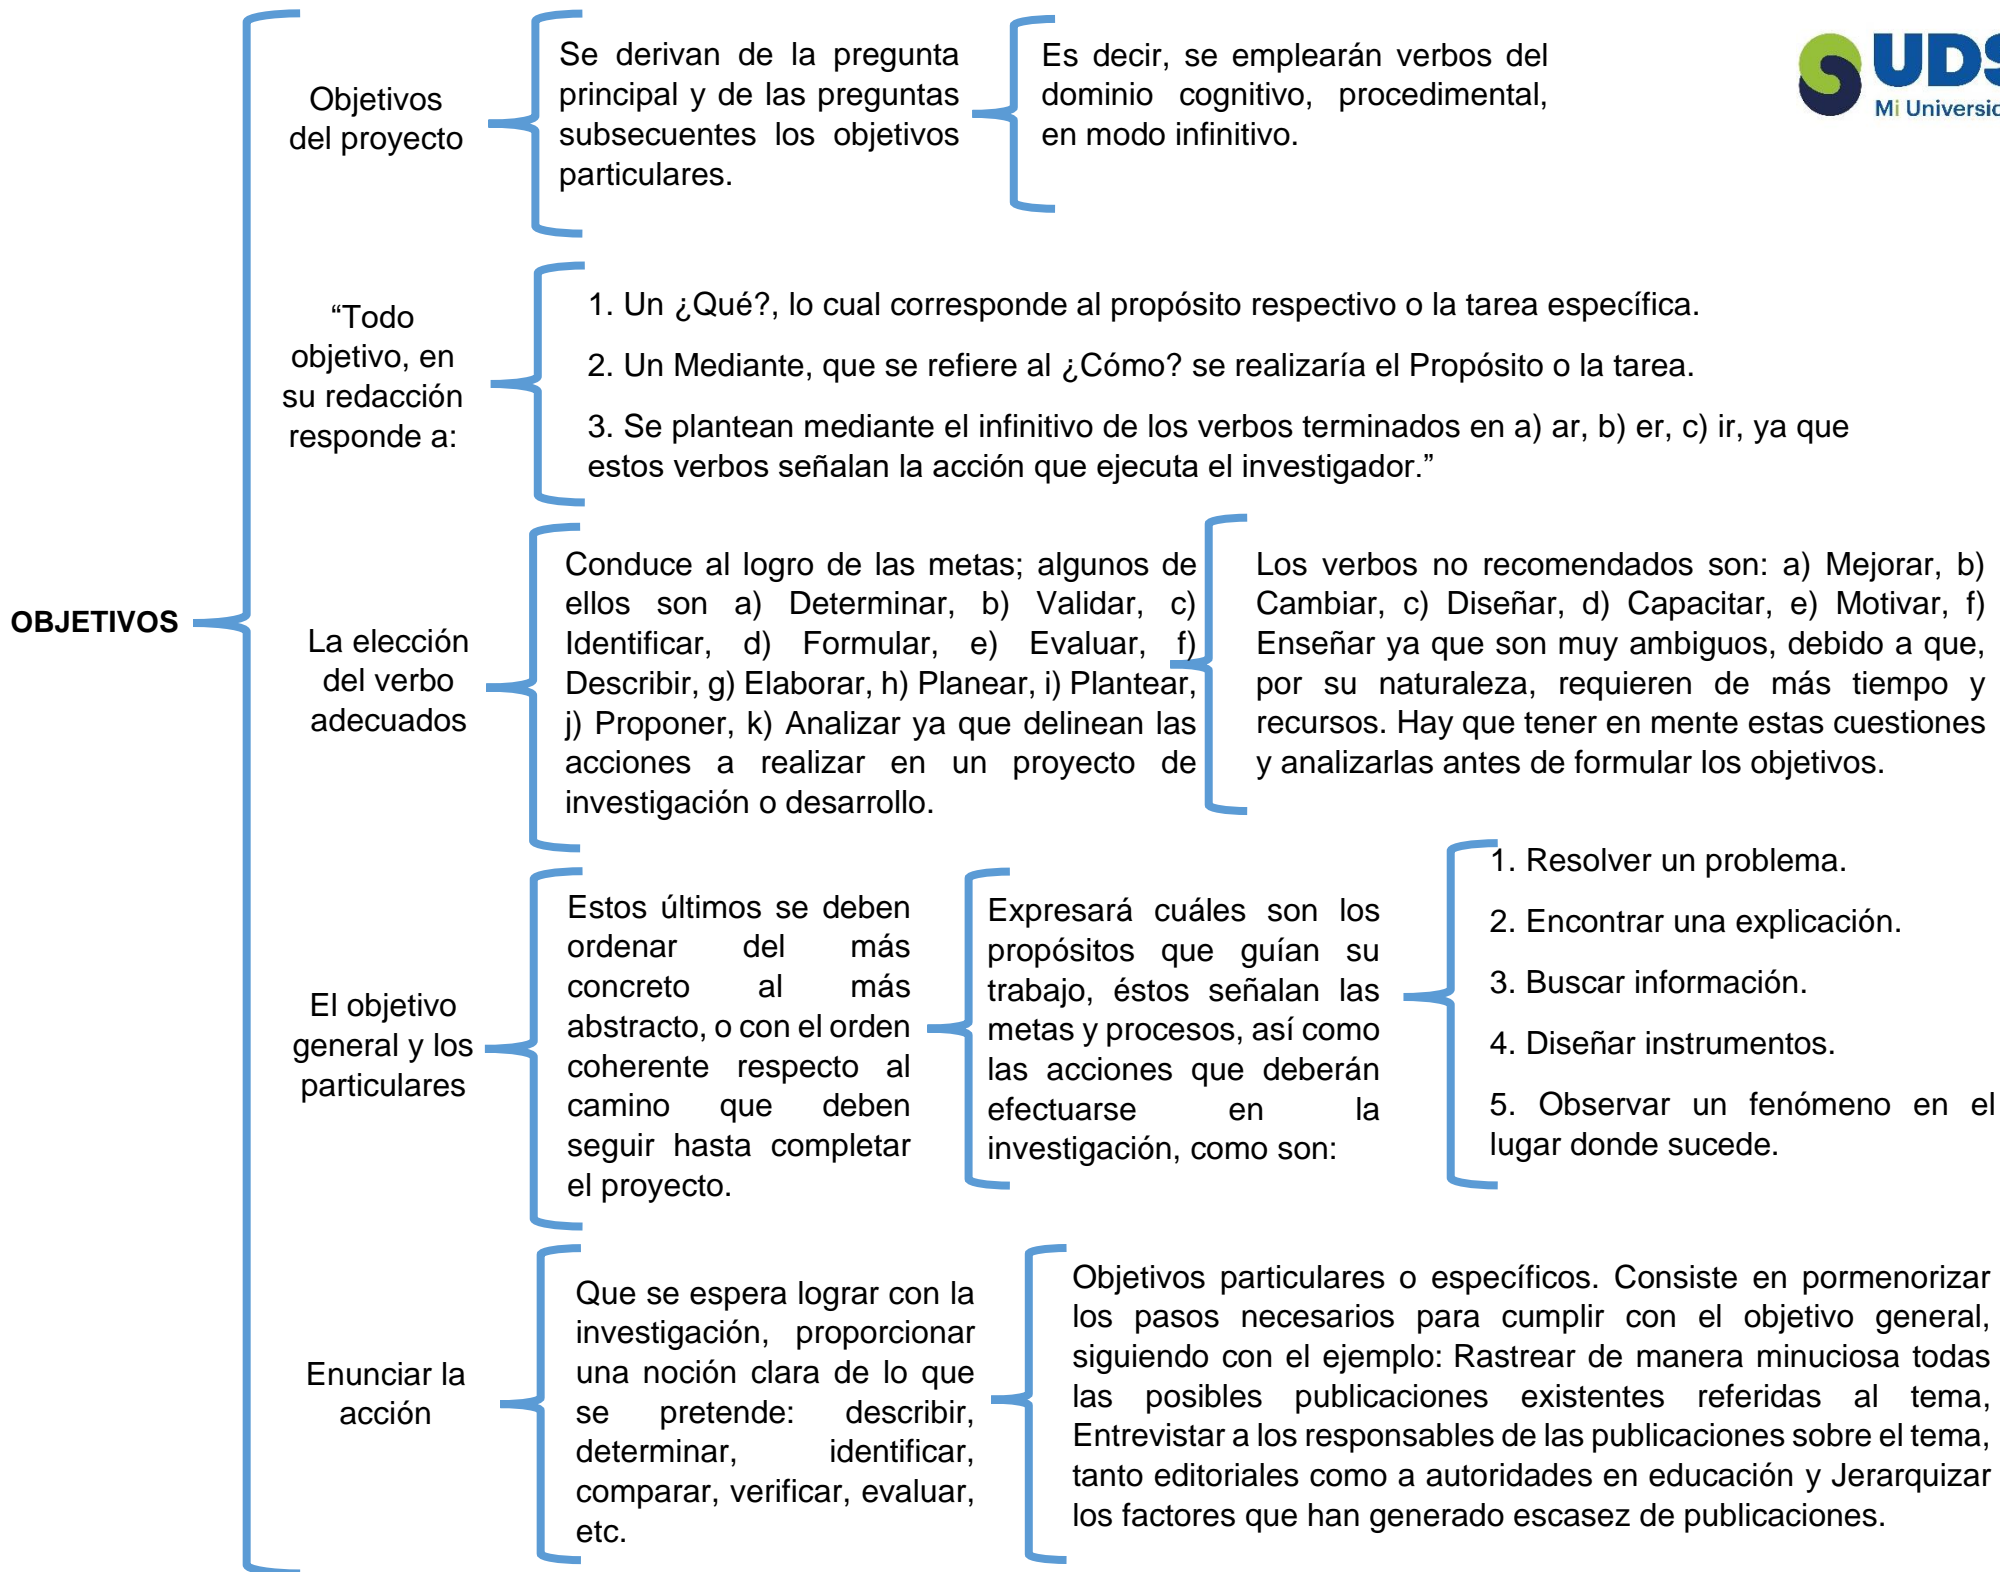 OBJETIVOS
Objetivos
del proyecto
Se derivan de la pregunta
principal y de las preguntas
subsecuentes los objetivos
particulares.
Es decir, se emplearán verbos del
dominio cognitivo, procedimental,
en modo infinitivo.
UDS
Mi Universid
“Todo
objetivo, en
su redacción
responde a:
1. Un ¿Qué?, lo cual corresponde al propósito respectivo o la tarea específica.
2. Un Mediante, que se refiere al ¿Cómo? se realizaría el Propósito o la tarea.
3. Se plantean mediante el infinitivo de los verbos terminados en a) ar, b) er, c) ir, ya que
estos verbos señalan la acción que ejecuta el investigador.”
La elección
del verbo
adecuados
Conduce al logro de las metas; algunos de
ellos son a) Determinar, b) Validar, c)
Identificar, d) Formular, e) Evaluar, f)
Describir, g) Elaborar, h) Planear, i) Plantear,
j) Proponer, k) Analizar ya que delinean las
acciones a realizar en un proyecto de
investigación o desarrollo.
Los verbos no recomendados son: a) Mejorar, b)
Cambiar, c) Diseñar, d) Capacitar, e) Motivar, f)
Enseñar ya que son muy ambiguos, debido a que,
por su naturaleza, requieren de más tiempo y
recursos. Hay que tener en mente estas cuestiones
y analizarlas antes de formular los objetivos.
El objetivo
general y los
particulares
Estos últimos se deben
ordenar del más
concreto al más
abstracto, o con el orden
coherente respecto al
camino que deben
seguir hasta completar
el proyecto.
Expresará cuáles son los
propósitos que guían su
trabajo, éstos señalan las
metas y procesos, así como
las acciones que deberán
efectuarse en la
investigación, como son:
1. Resolver un problema.
2. Encontrar una explicación.
3. Buscar información.
4. Diseñar instrumentos.
5. Observar un fenómeno en el
lugar donde sucede.
Enunciar la
acción
Que se espera lograr con la
investigación, proporcionar
una noción clara de lo que
se pretende: describir,
determinar, identificar,
comparar, verificar, evaluar,
etc.
Objetivos particulares o específicos. Consiste en pormenorizar
los pasos necesarios para cumplir con el objetivo general,
siguiendo con el ejemplo: Rastrear de manera minuciosa todas
las posibles publicaciones existentes referidas al tema,
Entrevistar a los responsables de las publicaciones sobre el tema,
tanto editoriales como a autoridades en educación y Jerarquizar
los factores que han generado escasez de publicaciones.